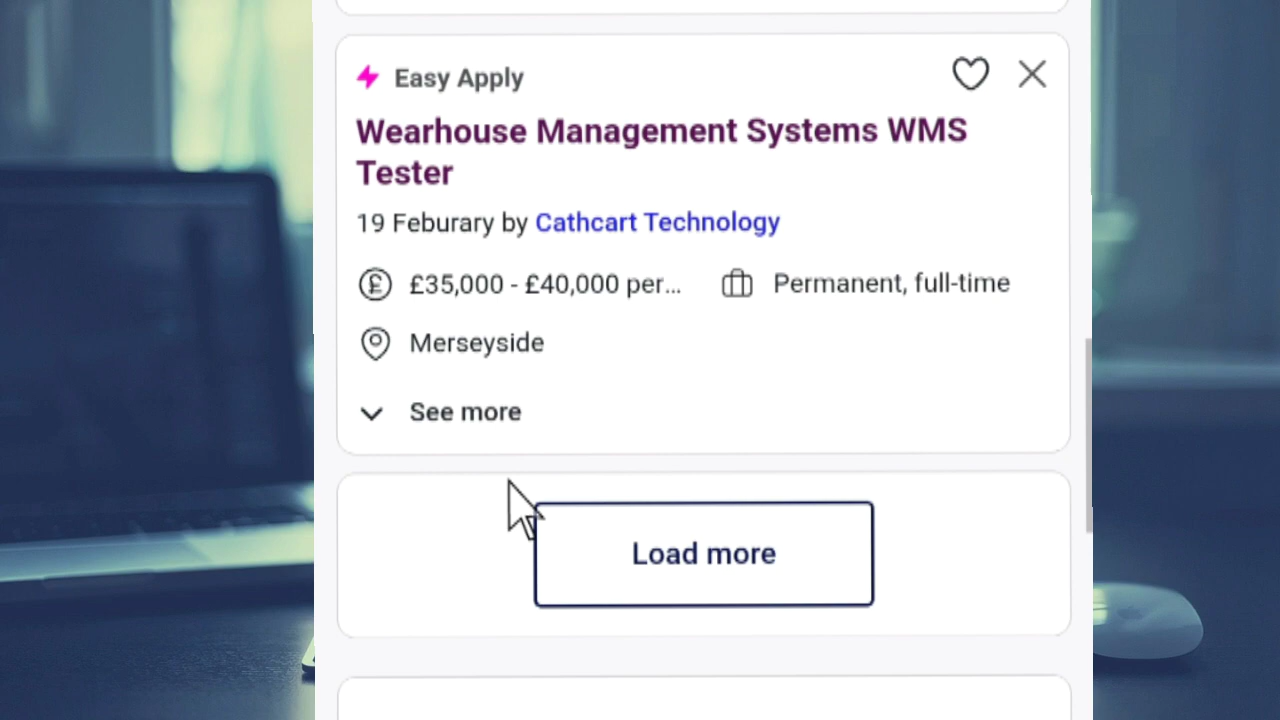 Easy Apply
Wearhouse Management Systems WMS
Tester
19 Feburary by Cathcart Technology
£35,000 - £40,000 per...
Permanent, full-time
Merseyside
See more
Load more